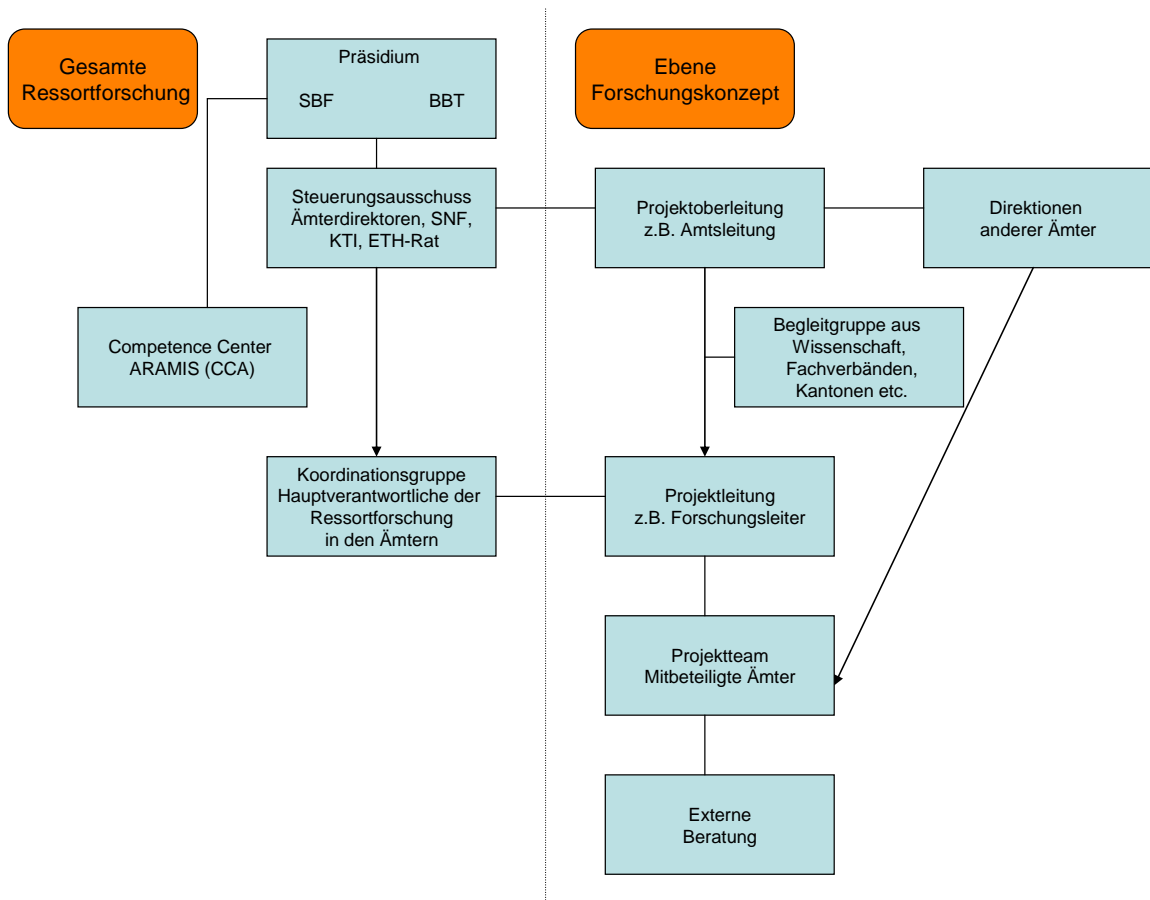 Gesamte
Ressortforschung
Präsidium
SBF BBT
Ebene
Forschungskonzept
Steuerungsausschuss
Ämterdirektoren, SNF,
KTI, ETH-Rat
Projektoberleitung
z.B. Amtsleitung
Direktionen
anderer Ämter
Competence Center
ARAMIS (CCA)
Begleitgruppe aus
Wissenschaft,
Fachverbänden,
Kantonen etc.
Koordinationsgruppe
Hauptverantwortliche der
Ressortforschung
in den Ämtern
Projektleitung
z.B. Forschungsleiter
Projektteam
Mitbeteiligte Ämter
Externe
Beratung